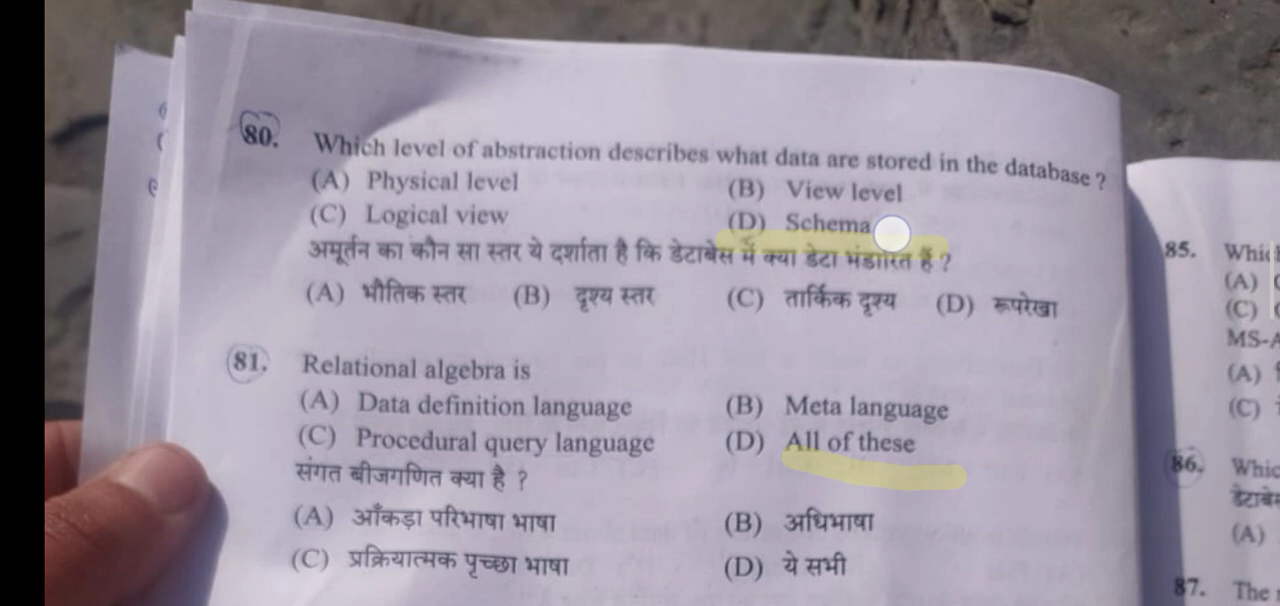 80. Which level of abstraction describes what data are stored in the database ?
(A) Physical level (B) View level
(C) Logical view (D) Schema
अमूर्तन का कौन सा स्तर ये दर्शाता है कि डेटाबेस में क्या डेटा भंडारित हैं ?
(A) भौतिक स्तर (B) दृश्य स्तर (C) तार्किक दृश्य (D) रूपरेखा
81. Relational algebra is
(A) Data definition language (B) Meta language
(C) Procedural query language (D) All of these
संगत बीजगणित क्या है ?
(A) आँकड़ा परिभाषा भाषा (B) अधिभाषा
(C) प्रक्रियात्मक पृच्छा भाषा (D) ये सभी
85.
(A)
(C)
(A)
(C)
86.
(A)
87. The